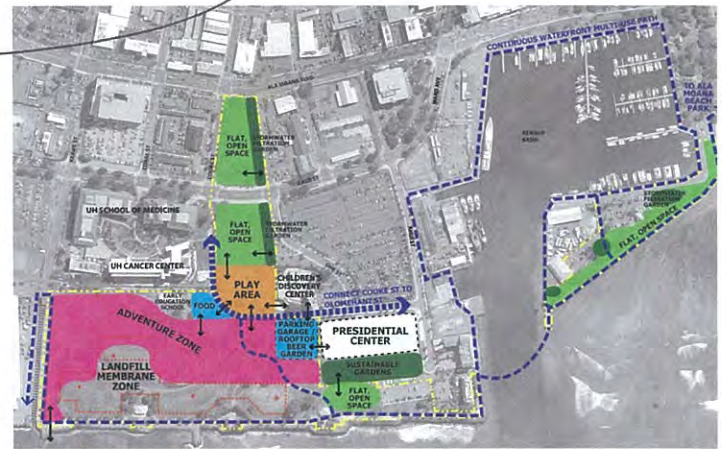 CONTINUOUS WATERFRONT MULTIUSE PATH
ALA MOANA BLVD
TO ALA
MOANA
BEACH
PARK
FLAT,
OPEN
SPACE
STORMWATER
FILTRATION
GARDEN
KEWALO
BASIN
UH SCHOOL OF MEDICINE
FLAT,
OPEN
SPACE
STORMWATER
FILTRATION
GARDEN
STORMWATER
FILTRATION
GARDEN
FLAT, OPEN SPACE
UH CANCER CENTER
PLAY
AREA
CHILDREN'S
DISCOVERY
CENTER
CONNECT COOKE ST TO
OLOMEHANI ST
EARLY
EDUCATION
SCHOOL
FOOD
ADVENTURE ZONE
PARKING
GARAGE/
ROOFTOP
BEER
GARDEN
PRESIDENTIAL
CENTER
LANDFILL
MEMBRANE
ZONE
SUSTAINABLE
GARDENS
FLAT,
OPEN
SPACE